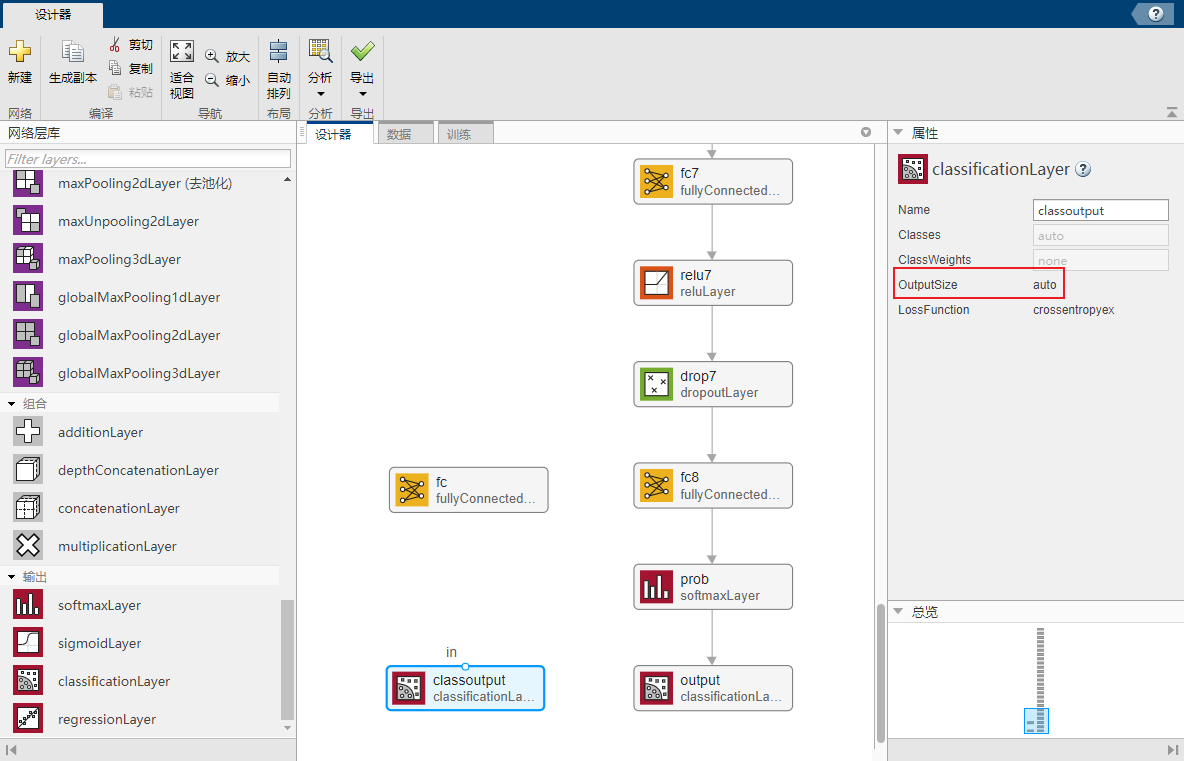 设计器
?
新建
生成副本
剪切
复制
粘贴
适合
视图
放大
缩小
自动
排列
分析
导出
网络
编译
导航
布局
分析
导出
网络层库
Filter layers...
maxPooling2dLayer (去池化)
maxUnpooling2dLayer
maxPooling3dLayer
globalMaxPooling1dLayer
globalMaxPooling2dLayer
globalMaxPooling3dLayer
组合
additionLayer
depthConcatenationLayer
concatenationLayer
multiplicationLayer
输出
softmaxLayer
sigmoidLayer
classificationLayer
regressionLayer
设计器
数据
训练
fc7
fullyConnected...
relu7
reluLayer
drop7
dropoutLayer
fc
fullyConnected...
fc8
fullyConnected...
prob
softmaxLayer
in
classoutput
classificationLa...
output
classificationLa...
属性
classificationLayer ?
Name classoutput
Classes auto
ClassWeights none
OutputSize auto
LossFunction crossentropyex
总览